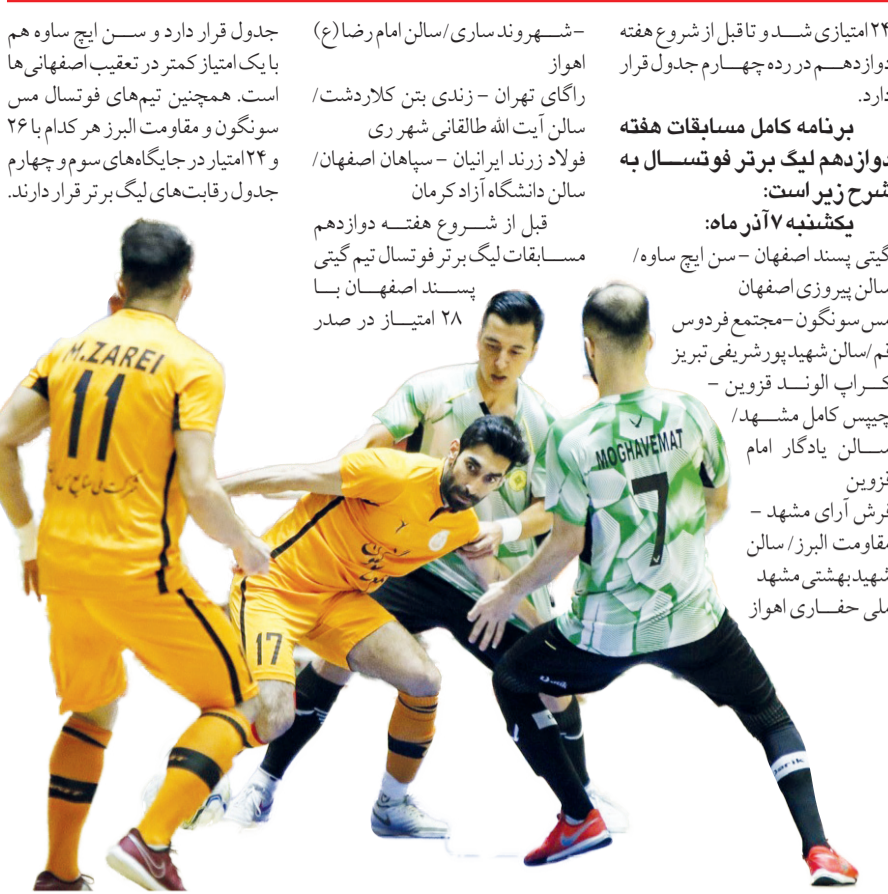 ۲۴ امتیازی شد و تا قبل از شروع هفته
دوازدهم در رده چهارم جدول قرار
دارد.
برنامه کامل مسابقات هفته
دوازدهم لیگ برتر فوتسال به
شرح زیر است:
یکشنبه ۷ آذر ماه:
گیتی پسند اصفهان - سن ایچ ساوه/
سالن پیروزی اصفهان
مس سونگون - مجتمع فردوس
قم/سالن شهید پورشریفی تبریز
کراپ الوند قزوین -
چیپس کامل مشهد/
سالن یادگار امام
قزوین
فرش آرای مشهد -
مقاومت البرز/ سالن
شهید بهشتی مشهد
ملی حفاری اهواز
- شهروند ساری/سالن امام رضا (ع)
اهواز
راگای تهران - زندی بتن کلاردشت/
سالن آیت الله طالقانی شهر ری
فولاد زرند ایرانیان - سپاهان اصفهان/
سالن دانشگاه آزاد کرمان
قبل از شروع هفته دوازدهم
مسابقات لیگ برتر فوتسال تیم گیتی
پسند اصفهان با
۲۸ امتیاز در صدر
جدول قرار دارد و سن ایچ ساوه هم
با یک امتیاز کمتر در تعقیب اصفهانی‌ها
است. همچنین تیم‌های فوتسال مس
سونگون و مقاومت البرز هر کدام با ۲۶
و ۲۴ امتیاز در جایگاه‌های سوم و چهارم
جدول رقابت‌های لیگ برتر قرار دارند.
M.ZAREI
11
17
MOGHAVEMAT
7